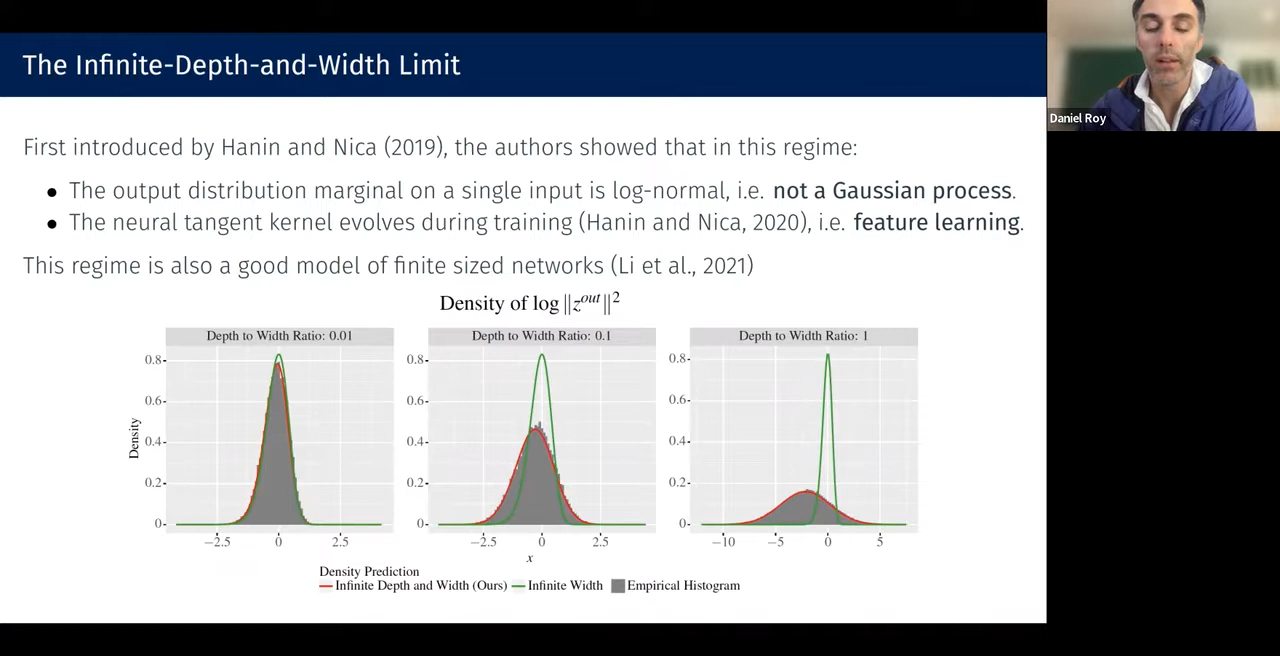 The Infinite-Depth-and-Width Limit
Daniel Roy
First introduced by Hanin and Nica (2019), the authors showed that in this regime:
• The output distribution marginal on a single input is log-normal, i.e. not a Gaussian process.
• The neural tangent kernel evolves during training (Hanin and Nica, 2020), i.e. feature learning.
This regime is also a good model of finite sized networks (Li et al., 2021)
Density of log ‖z^out‖²
Depth to Width Ratio: 0.01
Depth to Width Ratio: 0.1
Depth to Width Ratio: 1
Density
0.8
0.6
0.4
0.2
0
−2.5 0 2.5
0.8
0.6
0.4
0.2
0
−2.5 0 2.5
0.8
0.6
0.4
0.2
0
−10 −5 0 5
x
Density Prediction
Infinite Depth and Width (Ours) Infinite Width Empirical Histogram